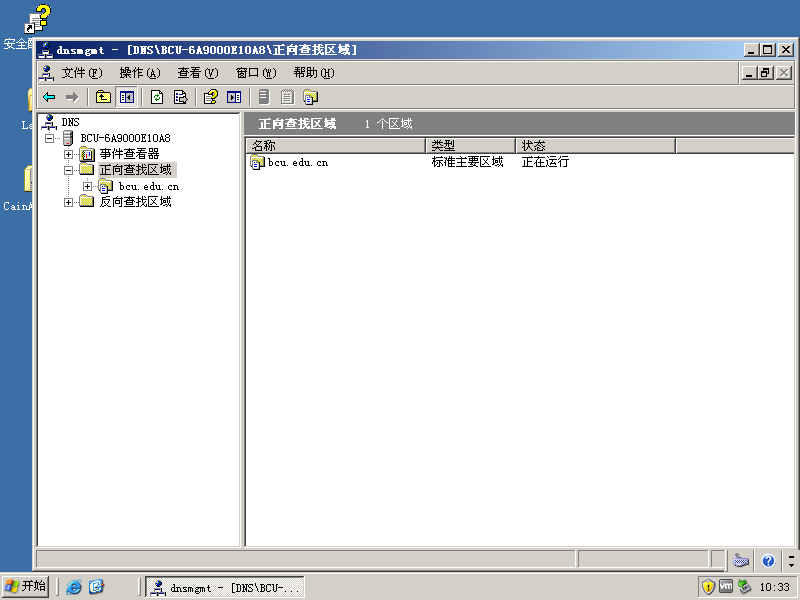 安全
dnsmgmt - [DNS\BCU-6A9000E10A8\正向查找区域]
文件(F) 操作(A) 查看(V) 窗口(W) 帮助(H)
DNS
BCU-6A9000E10A8
事件查看器
正向查找区域
bcu.edu.cn
反向查找区域
正向查找区域 1 个区域
名称 类型 状态
bcu.edu.cn 标准主要区域 正在运行
La
CainA
开始
dnsmgmt - [DNS\BCU-...
10:33